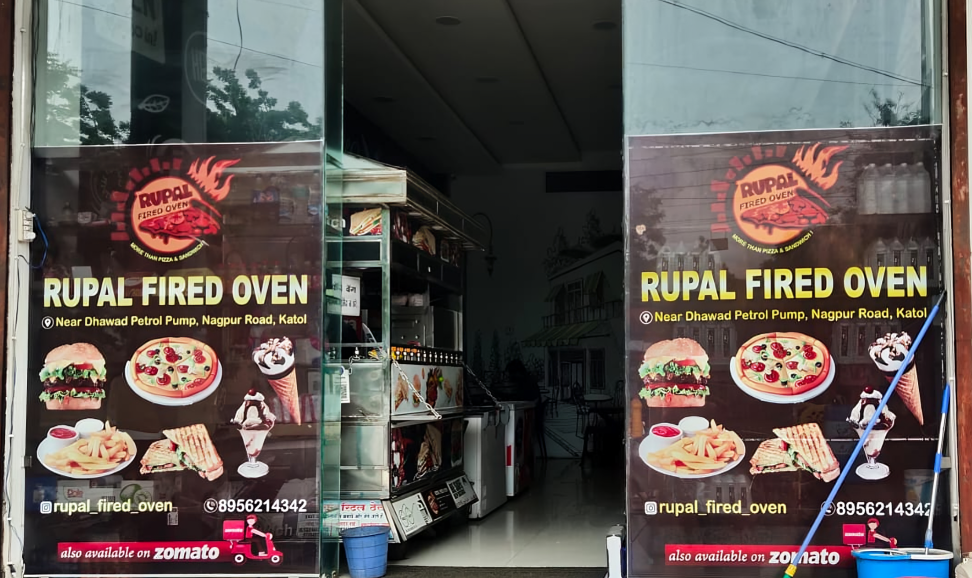 RUPAL
FIRED OVEN
MORE THAN PIZZA & SANDWICH!
RUPAL FIRED OVEN
Near Dhawad Petrol Pump, Nagpur Road, Katol
rupal_fired_oven
8956214342
also available on zomato
RUPAL
FIRED OVEN
MORE THAN PIZZA & SANDWICH!
RUPAL FIRED OVEN
Near Dhawad Petrol Pump, Nagpur Road, Katol
rupal_fired_oven
8956214342
also available on zomato